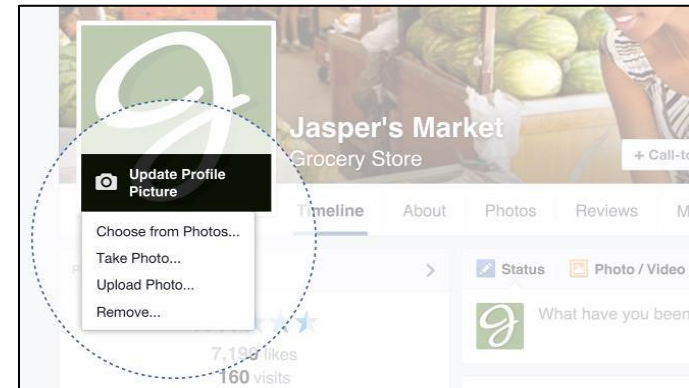 Jasper's Market
Grocery Store
+ Call-to
Update Profile
Picture
Timeline About Photos Reviews M
Choose from Photos...
Take Photo...
Upload Photo...
Remove...
P
Status Photo / Video
What have you been
7,199 likes
160 visits